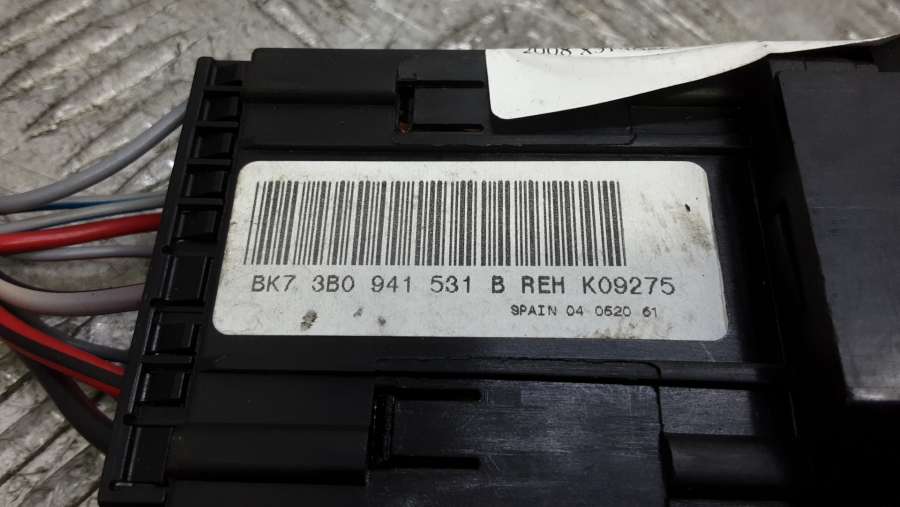 BK7 3B0 941 531 B REH K09275
SPAIN 04 0520 61